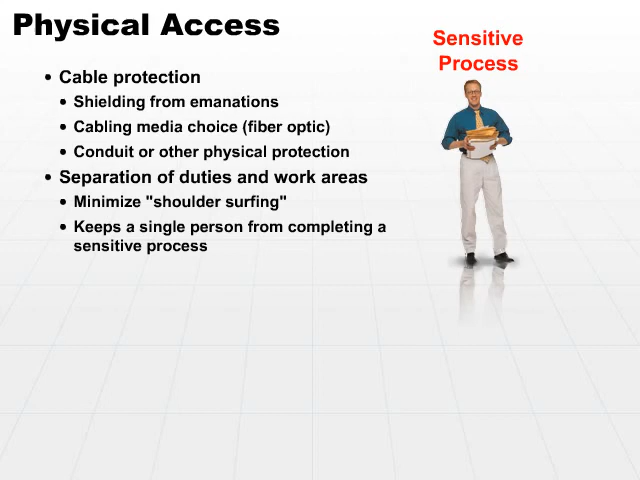 Physical Access
Sensitive
Process
• Cable protection
• Shielding from emanations
• Cabling media choice (fiber optic)
• Conduit or other physical protection
• Separation of duties and work areas
• Minimize "shoulder surfing"
• Keeps a single person from completing a
sensitive process